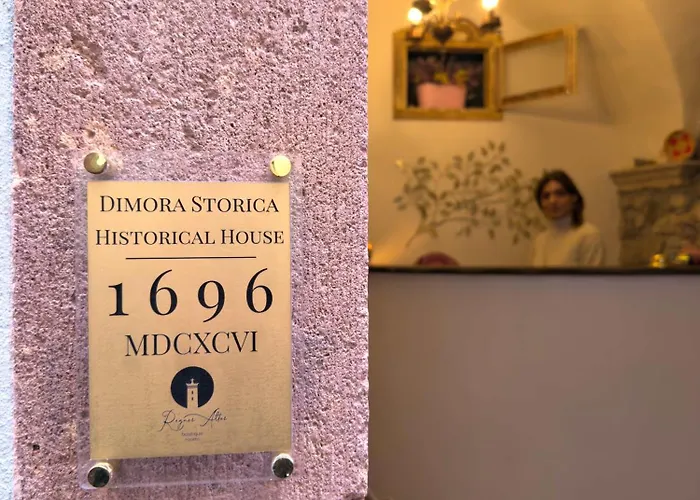 DIMORA STORICA
HISTORICAL HOUSE
1696
MDCXCVI